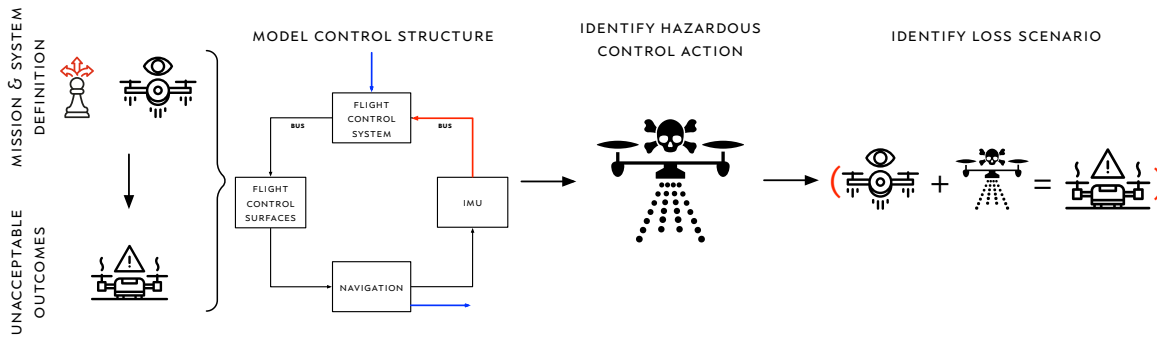 MISSION & SYSTEM
DEFINITION
UNACCEPTABLE
OUTCOMES
MODEL CONTROL STRUCTURE
FLIGHT
CONTROL
SYSTEM
BUS
BUS
FLIGHT
CONTROL
SURFACES
IMU
NAVIGATION
IDENTIFY HAZARDOUS
CONTROL ACTION
IDENTIFY LOSS SCENARIO
( + = )